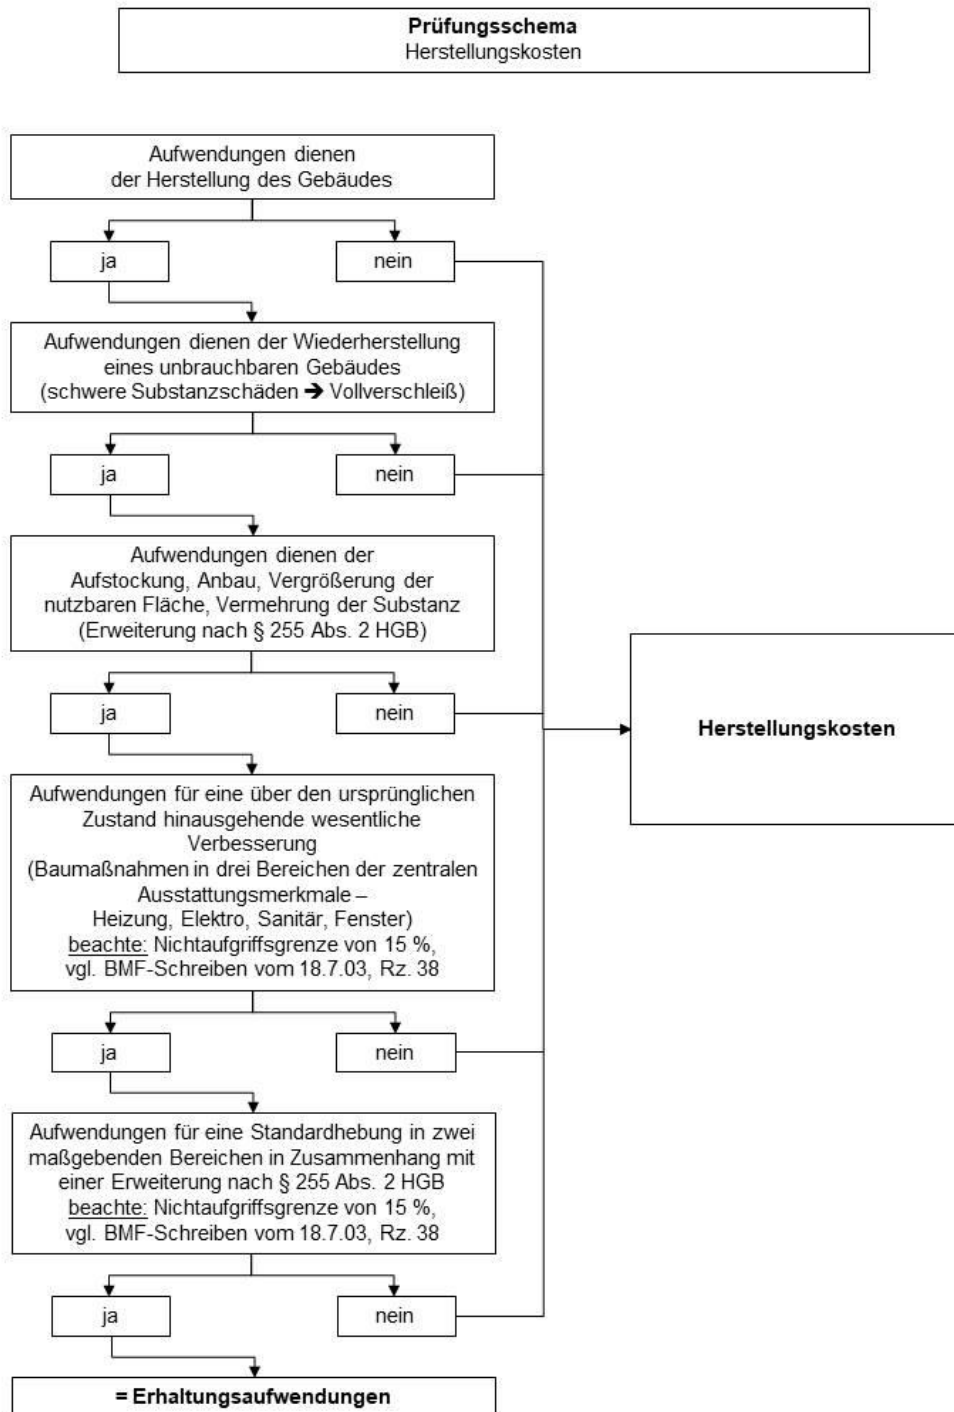 Prüfungsschema
Herstellungskosten
Aufwendungen dienen
der Herstellung des Gebäudes
ja
nein
Aufwendungen dienen der Wiederherstellung
eines unbrauchbaren Gebäudes
(schwere Substanzschäden ➔ Vollverschleiß)
ja
nein
Aufwendungen dienen der
Aufstockung, Anbau, Vergrößerung der
nutzbaren Fläche, Vermehrung der Substanz
(Erweiterung nach § 255 Abs. 2 HGB)
ja
nein
Herstellungskosten
Aufwendungen für eine über den ursprünglichen
Zustand hinausgehende wesentliche
Verbesserung
(Baumaßnahmen in drei Bereichen der zentralen
Ausstattungsmerkmale –
Heizung, Elektro, Sanitär, Fenster)
beachte: Nichtaufgriffsgrenze von 15 %,
vgl. BMF-Schreiben vom 18.7.03, Rz. 38
ja
nein
Aufwendungen für eine Standardhebung in zwei
maßgebenden Bereichen in Zusammenhang mit
einer Erweiterung nach § 255 Abs. 2 HGB
beachte: Nichtaufgriffsgrenze von 15 %,
vgl. BMF-Schreiben vom 18.7.03, Rz. 38
ja
nein
= Erhaltungsaufwendungen